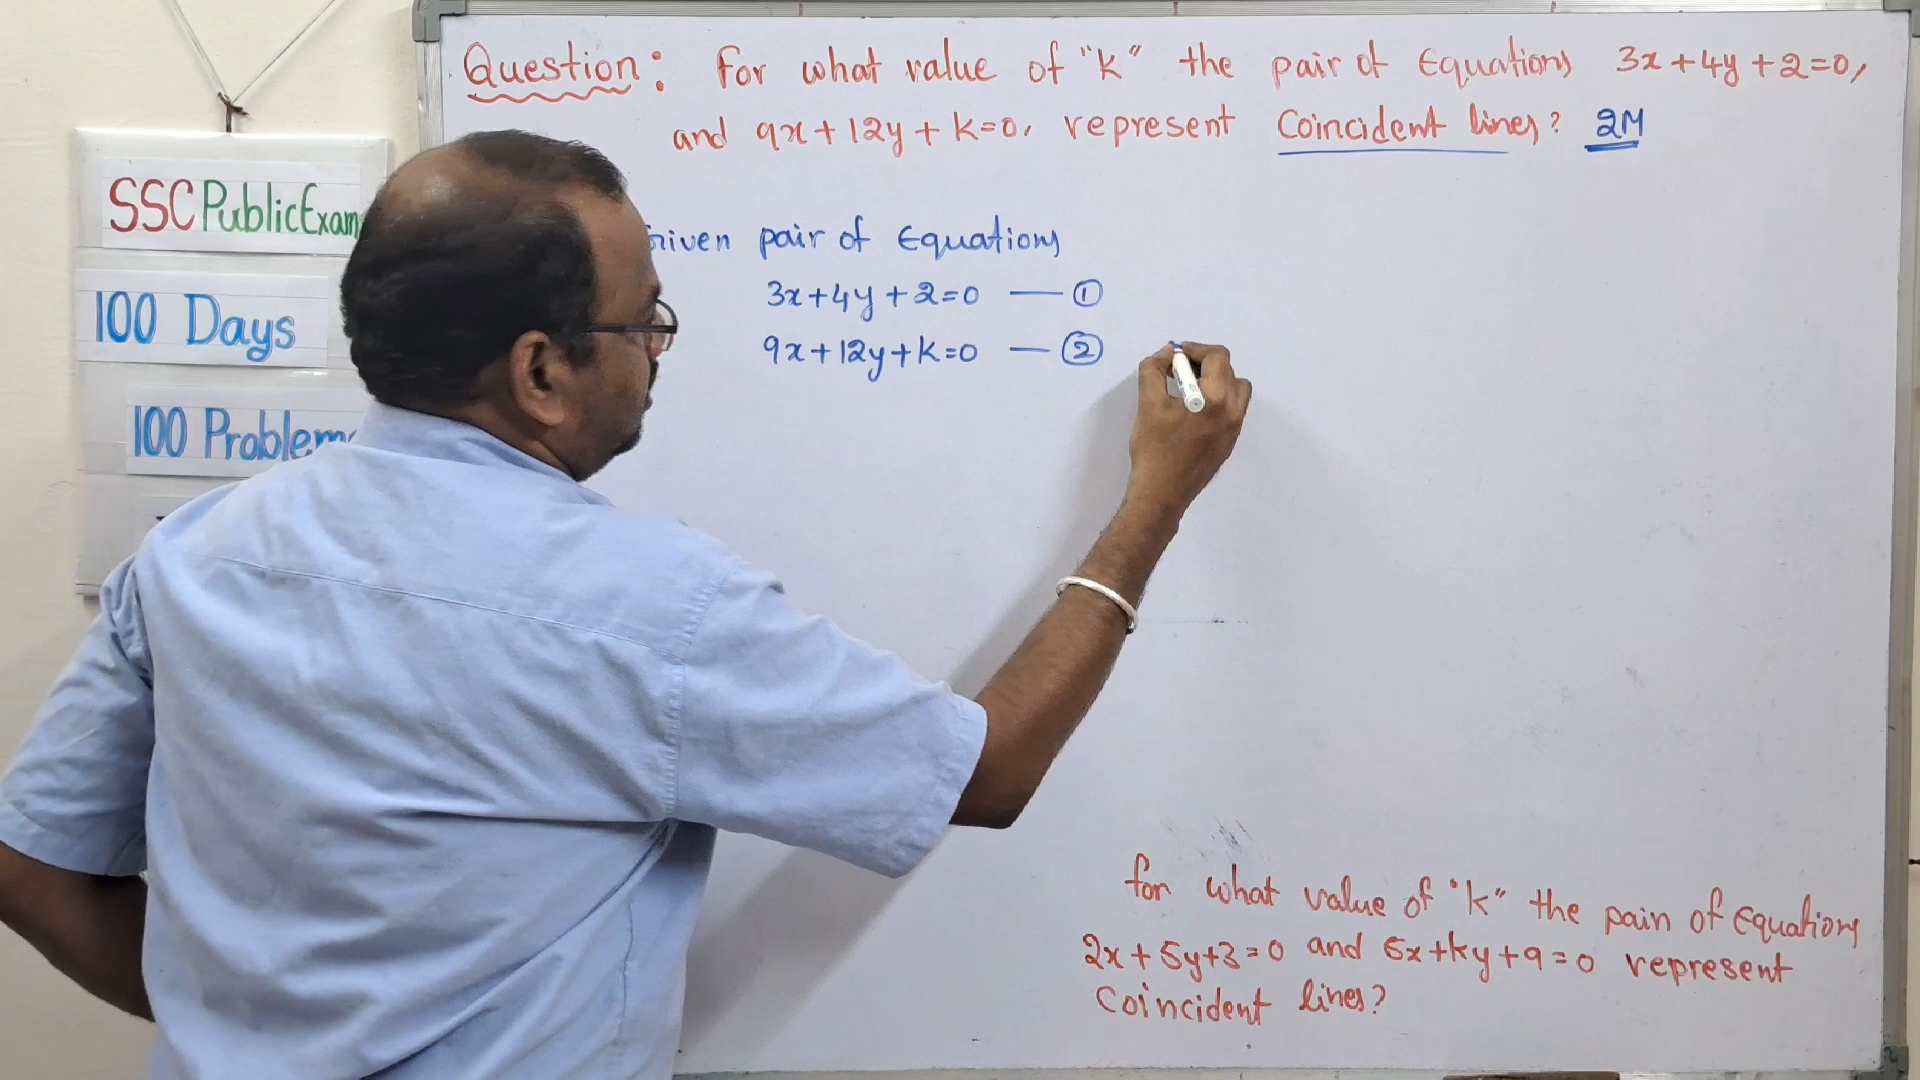 Question: For what value of "K" the pair of Equations 3x+4y+2=0,
and 9x+12y+K=0, represent Coincident lines? 2M
SSC Public Exam
100 Days
100 Problems
Given pair of Equations
3x+4y+2=0 — ①
9x+12y+K=0 — ②
for what value of "K" the pain of Equations
2x+5y+3=0 and 6x+Ky+9=0 represent
Coincident lines?